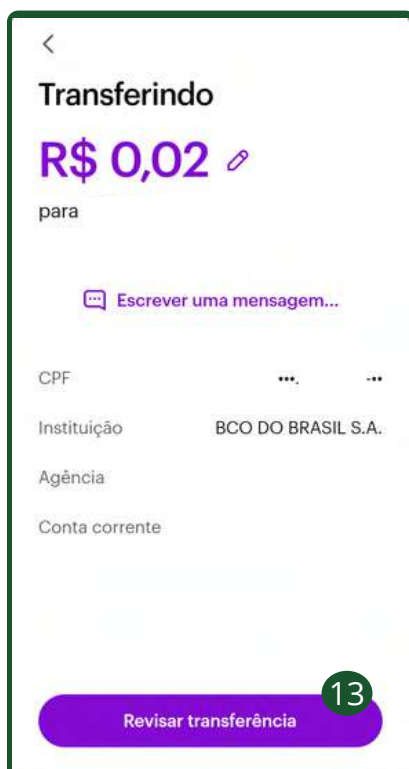 Transferindo
R$ 0,02
para
Escrever uma mensagem...
CPF •••. -••
Instituição BCO DO BRASIL S.A.
Agência
Conta corrente
13
Revisar transferência